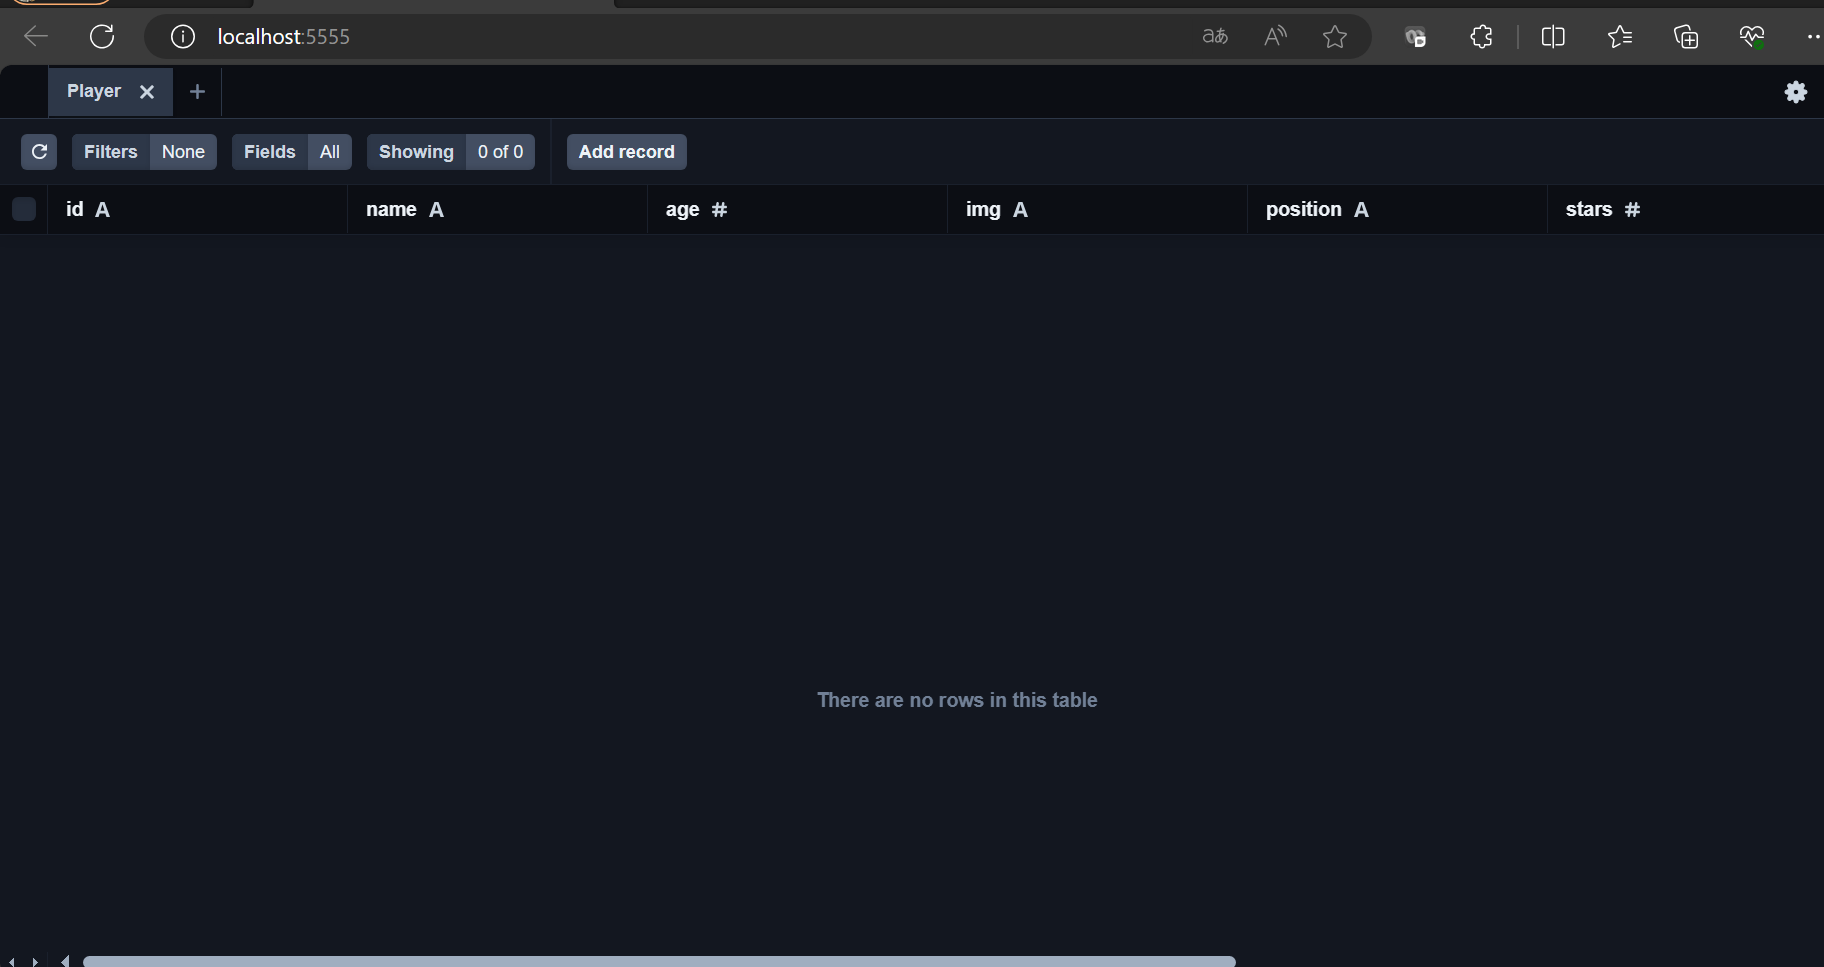 localhost:5555
Player
Filters None Fields All Showing 0 of 0 Add record
id A name A age # img A position A stars #
There are no rows in this table